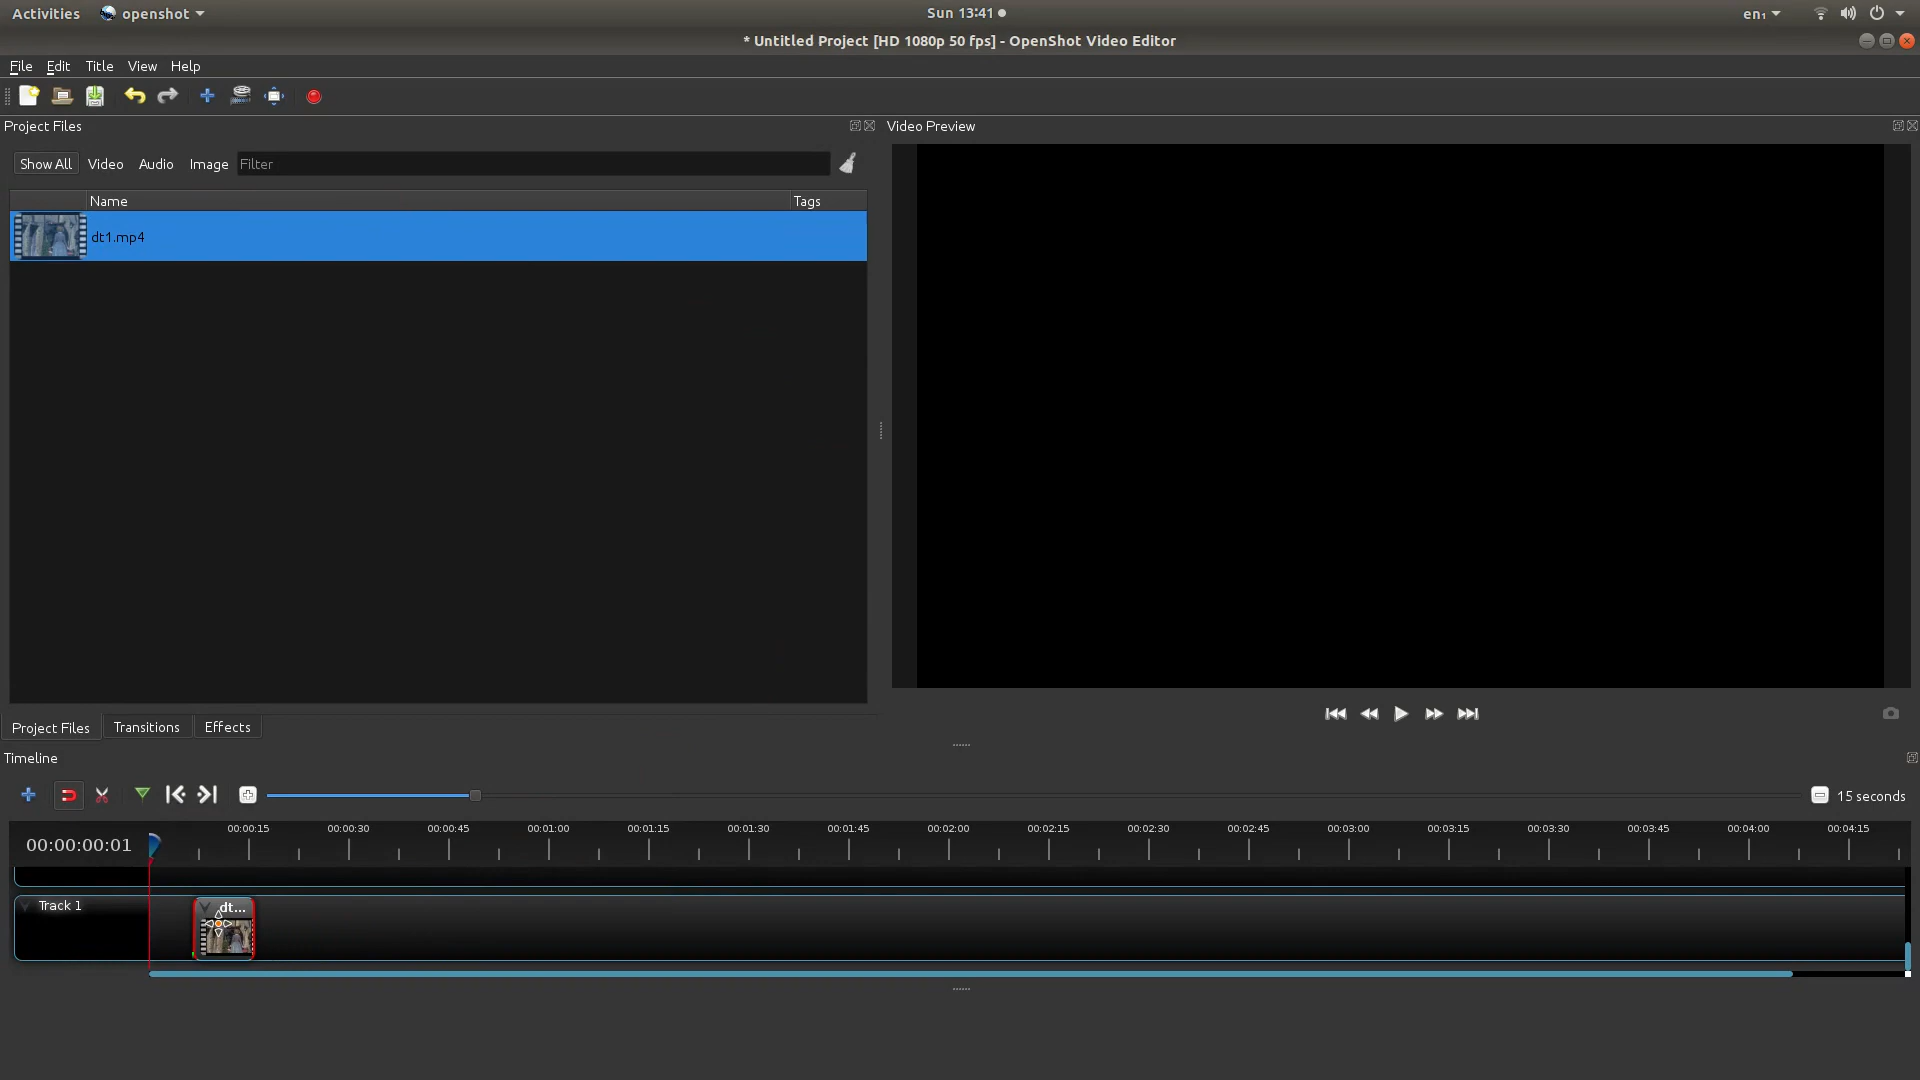 Activities openshot Sun 13:41 en₁
* Untitled Project [HD 1080p 50 fps] - OpenShot Video Editor
File Edit Title View Help
Project Files Video Preview
Show All Video Audio Image Filter
Name Tags
dt1.mp4
Project Files Transitions Effects
Timeline
15 seconds
00:00:15 00:00:30 00:00:45 00:01:00 00:01:15 00:01:30 00:01:45 00:02:00 00:02:15 00:02:30 00:02:45 00:03:00 00:03:15 00:03:30 00:03:45 00:04:00 00:04:15
00:00:00:01
Track 1 dt...